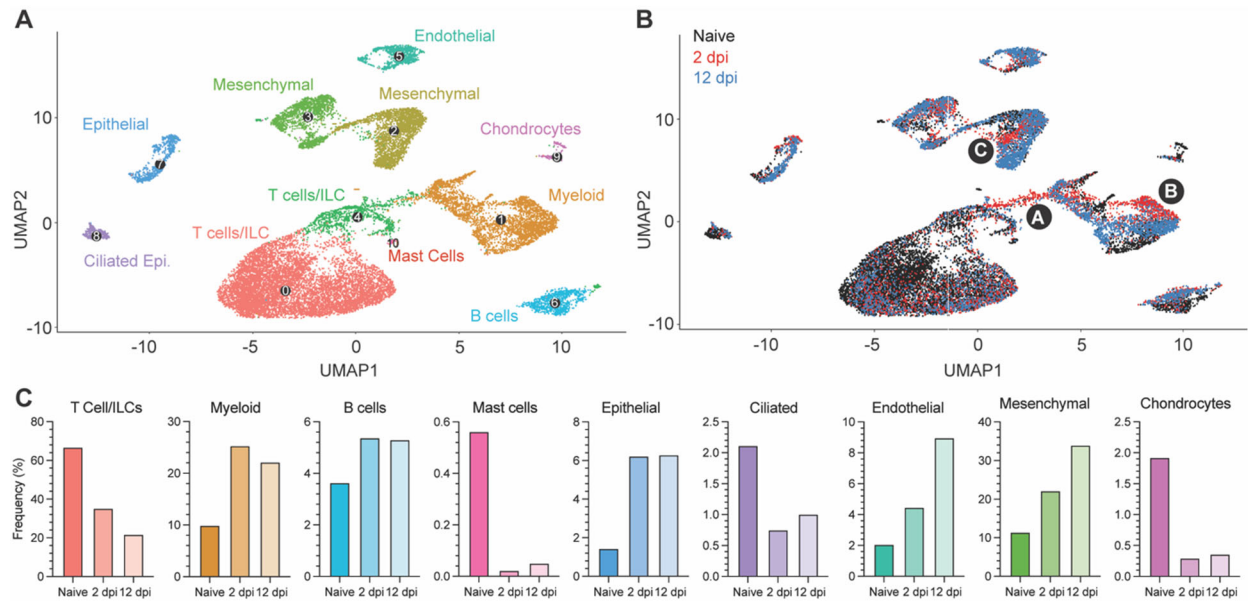 A
Endothelial
5
Mesenchymal
Mesenchymal
3
2
Epithelial
7
Chondrocytes
9
T cells/ILC
4
Myeloid
1
T cells/ILC
10
Mast Cells
8
Ciliated Epi.
0
B cells
6
10
0
-10
UMAP2
-10
-5
0
5
10
UMAP1
B
Naive
2 dpi
12 dpi
C
B
A
10
0
-10
UMAP2
-10
-5
0
5
10
UMAP1
C
T Cell/ILCs
Frequency (%)
80
60
40
20
0
Naive 2 dpi 12 dpi
Myeloid
30
20
10
0
Naive 2 dpi 12 dpi
B cells
6
4
2
0
Naive 2 dpi 12 dpi
Mast cells
0.6
0.4
0.2
0.0
Naive 2 dpi 12 dpi
Epithelial
8
6
4
2
0
Naive 2 dpi 12 dpi
Ciliated
2.5
2.0
1.5
1.0
0.5
0.0
Naive 2 dpi 12 dpi
Endothelial
10
8
6
4
2
0
Naive 2 dpi 12 dpi
Mesenchymal
40
30
20
10
0
Naive 2 dpi 12 dpi
Chondrocytes
2.5
2.0
1.5
1.0
0.5
0.0
Naive 2 dpi 12 dpi